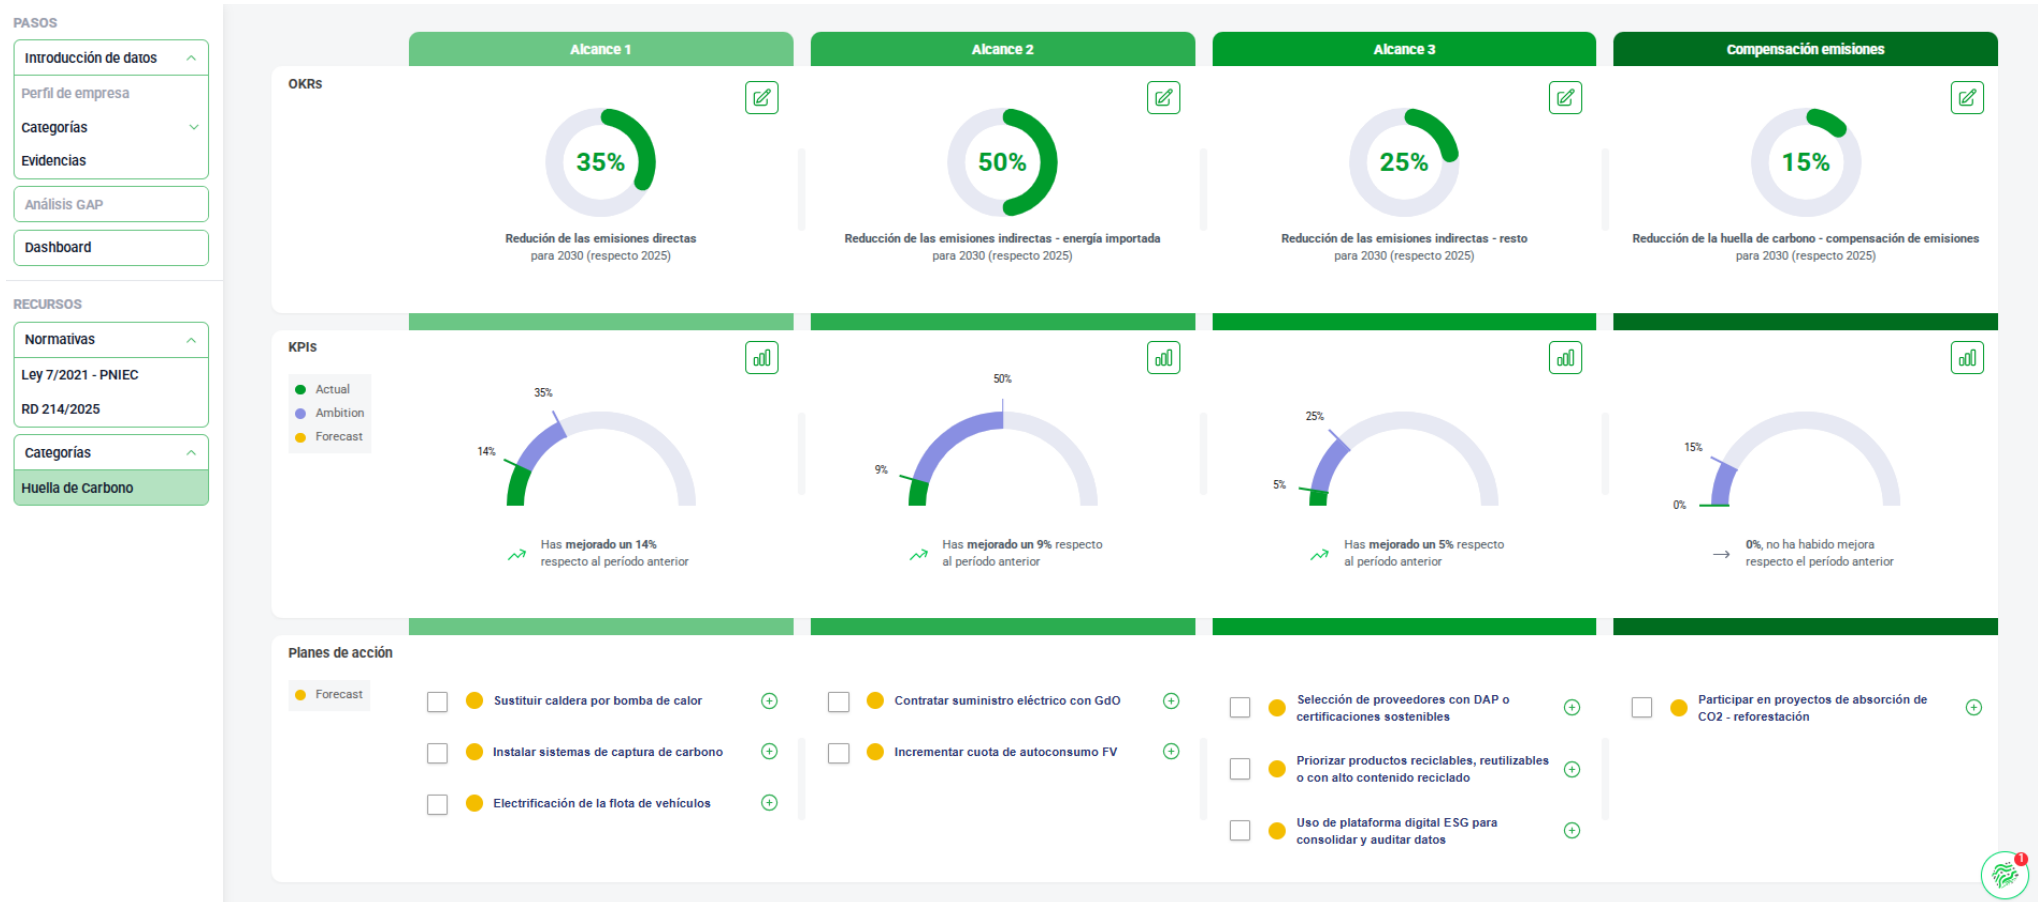 PASOS
Introducción de datos
Perfil de empresa
Categorías
Evidencias
Análisis GAP
Dashboard
RECURSOS
Normativas
Ley 7/2021 - PNIEC
RD 214/2025
Categorías
Huella de Carbono
Alcance 1
Alcance 2
Alcance 3
Compensación emisiones
OKRs
35%
Redución de las emisiones directas
para 2030 (respecto 2025)
50%
Reducción de las emisiones indirectas - energía importada
para 2030 (respecto 2025)
25%
Reducción de las emisiones indirectas - resto
para 2030 (respecto 2025)
15%
Reducción de la huella de carbono - compensación de emisiones
para 2030 (respecto 2025)
KPIs
Actual
Ambition
Forecast
35%
14%
Has mejorado un 14%
respecto al período anterior
50%
9%
Has mejorado un 9% respecto
al período anterior
25%
5%
Has mejorado un 5% respecto
al período anterior
15%
0%
0%, no ha habido mejora
respecto el período anterior
Planes de acción
Forecast
Sustituir caldera por bomba de calor
Instalar sistemas de captura de carbono
Electrificación de la flota de vehículos
Contratar suministro eléctrico con GdO
Incrementar cuota de autoconsumo FV
Selección de proveedores con DAP o
certificaciones sostenibles
Priorizar productos reciclables, reutilizables
o con alto contenido reciclado
Uso de plataforma digital ESG para
consolidar y auditar datos
Participar en proyectos de absorción de
CO2 - reforestación
1